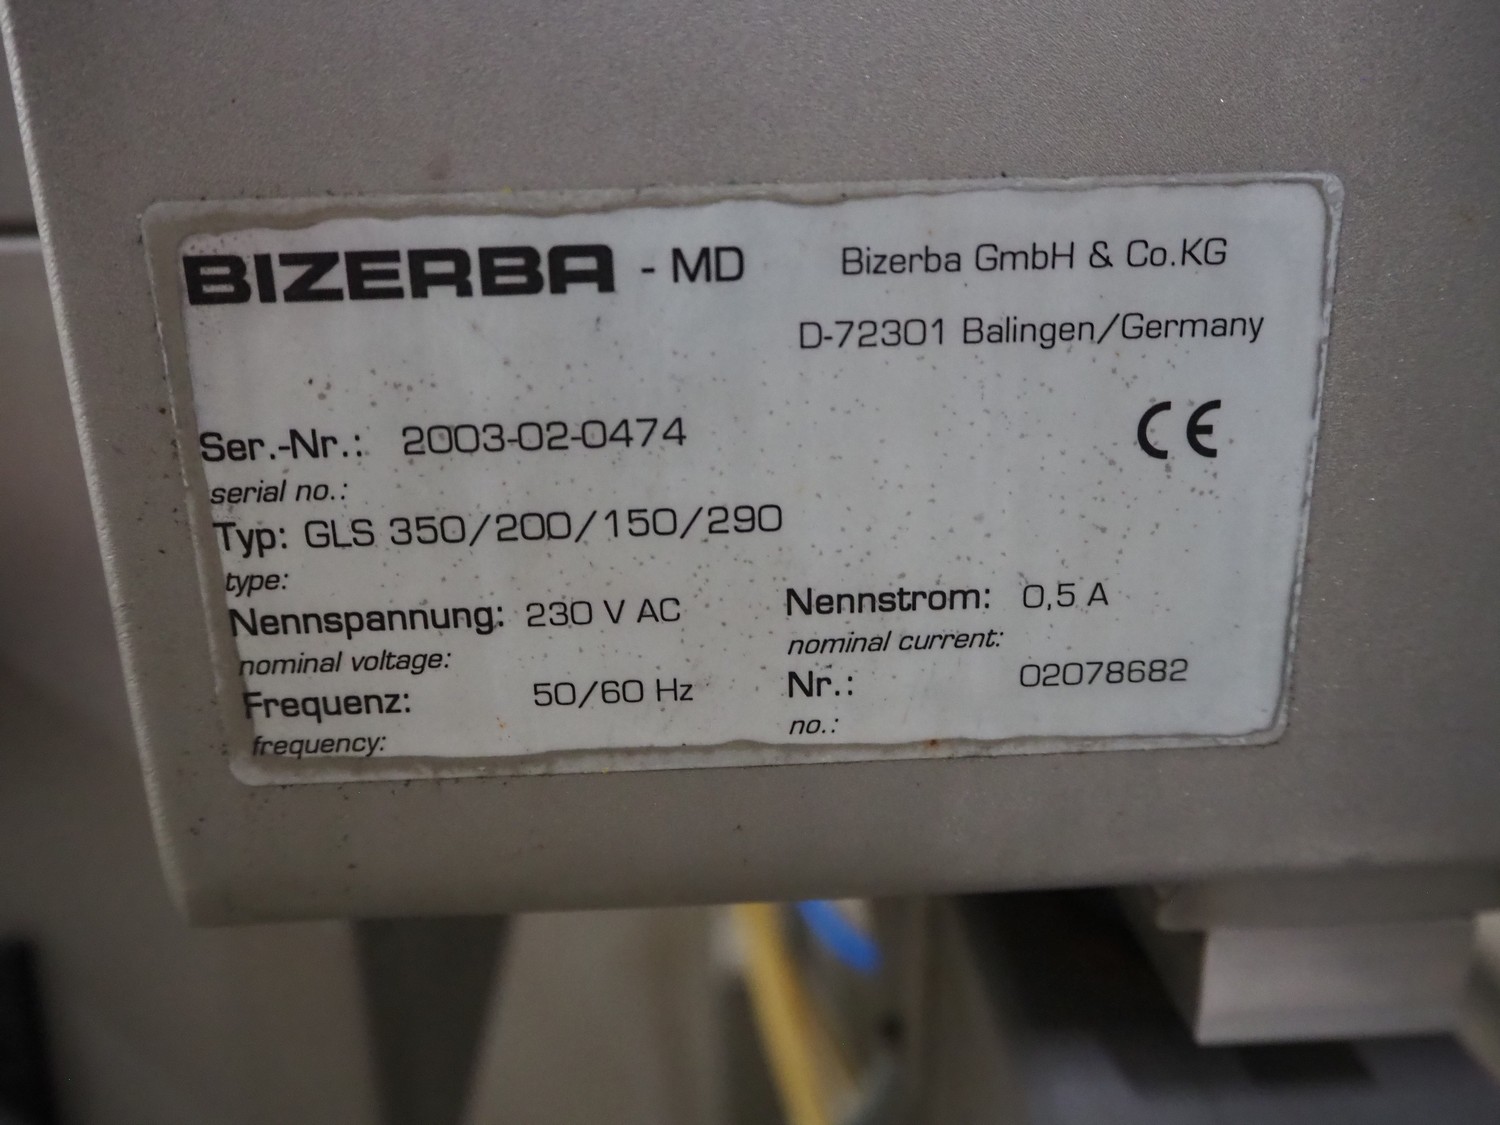 BIZERBA - MD Bizerba GmbH & Co.KG
D-72301 Balingen/Germany
CE
Ser.-Nr.: 2003-02-0474
serial no.:
Typ: GLS 350/200/150/290
type:
Nennspannung: 230 V AC Nennstrom: 0,5 A
nominal voltage: nominal current:
Frequenz: 50/60 Hz Nr.: 02078682
frequency: no.: